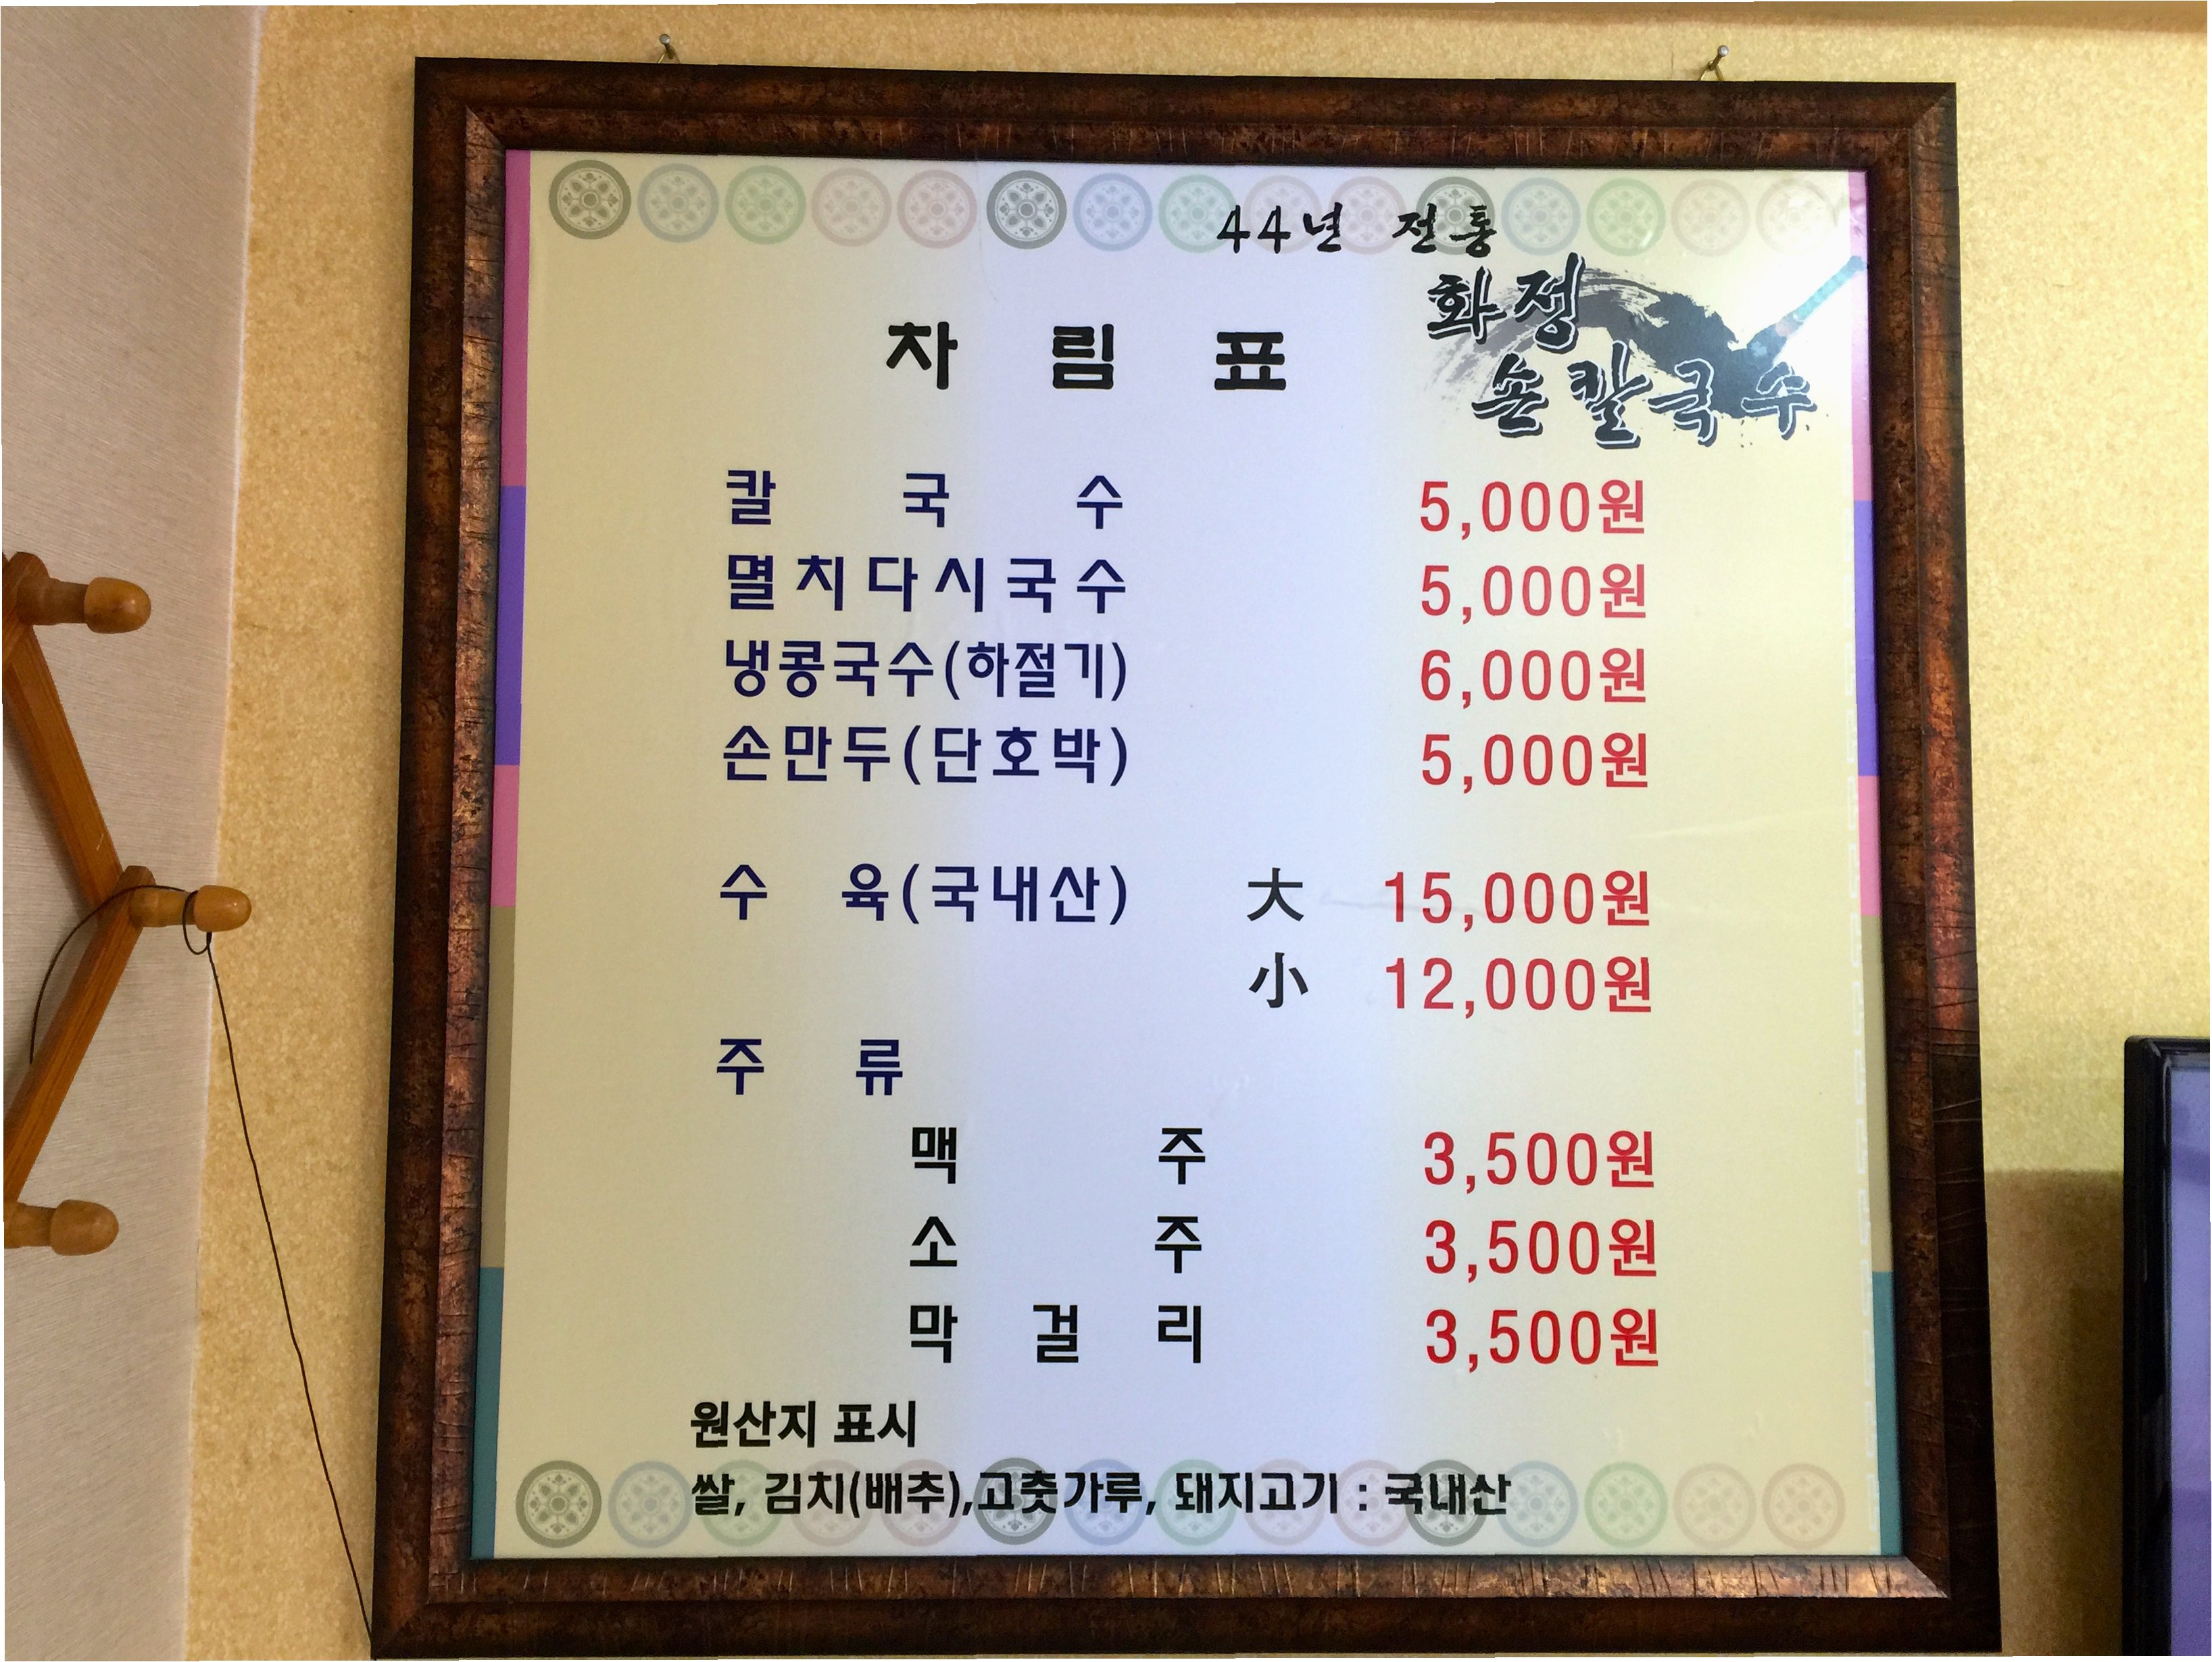 44년 전통
화정
손칼국수
차림표
칼국수 5,000원
멸치다시국수 5,000원
냉콩국수(하절기) 6,000원
손만두(단호박) 5,000원
수육(국내산) 大 15,000원
小 12,000원
주류
맥주 3,500원
소주 3,500원
막걸리 3,500원
원산지 표시
쌀, 김치(배추),고춧가루, 돼지고기 : 국내산